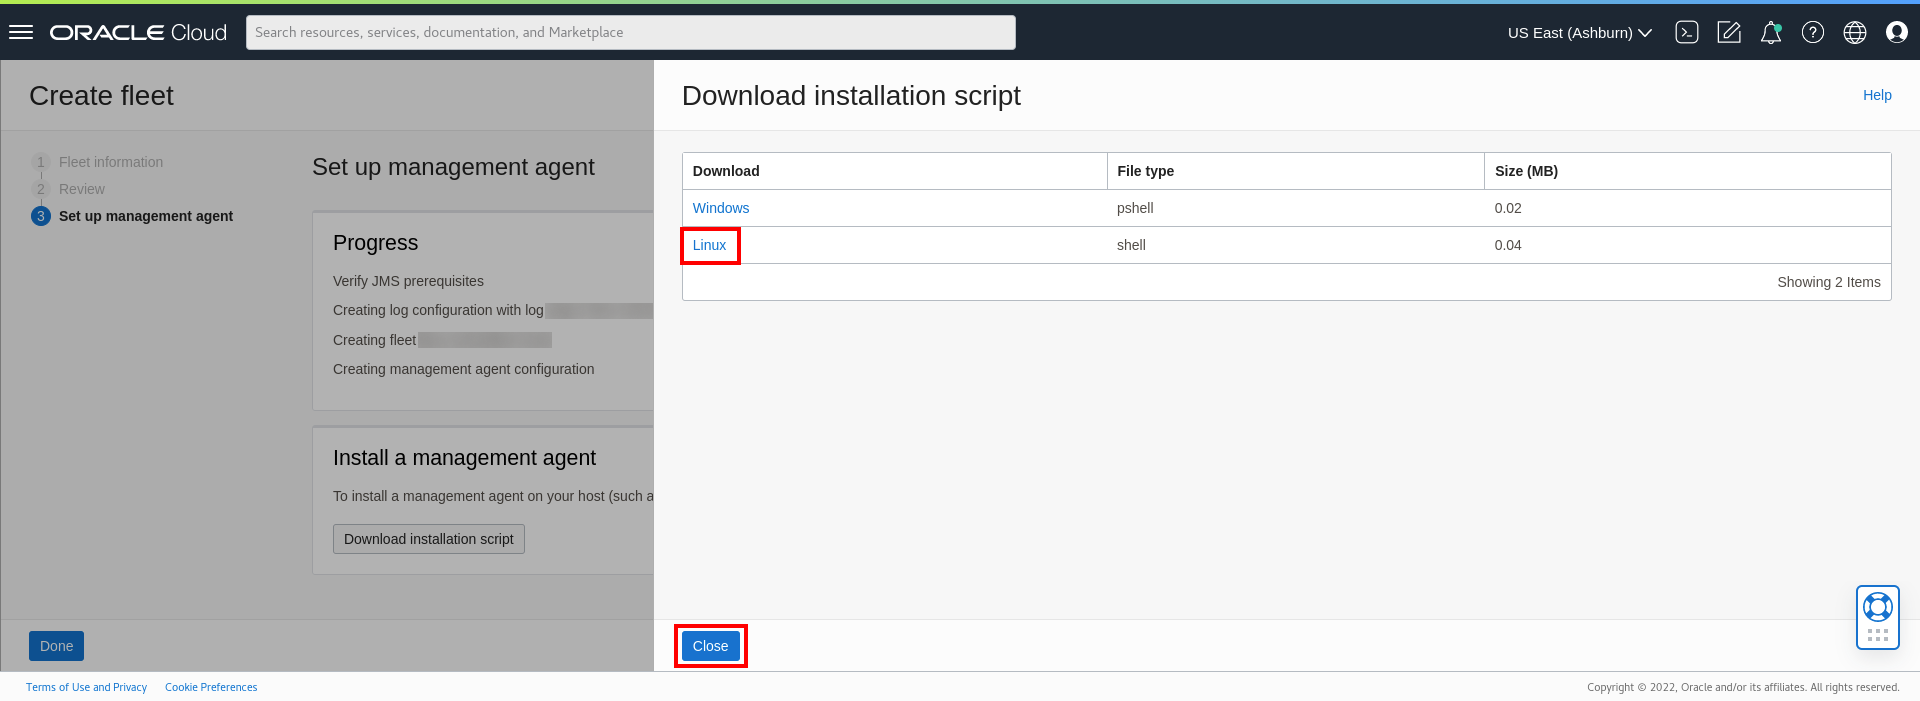 ORACLE Cloud
Search resources, services, documentation, and Marketplace
US East (Ashburn)
Create fleet
1 Fleet information
2 Review
3 Set up management agent
Set up management agent
Progress
Verify JMS prerequisites
Creating log configuration with log
Creating fleet
Creating management agent configuration
Install a management agent
To install a management agent on your host (such a
Download installation script
Done
Download installation script
Help
Download File type Size (MB)
Windows pshell 0.02
Linux shell 0.04
Showing 2 Items
Close
Terms of Use and Privacy Cookie Preferences
Copyright © 2022, Oracle and/or its affiliates. All rights reserved.